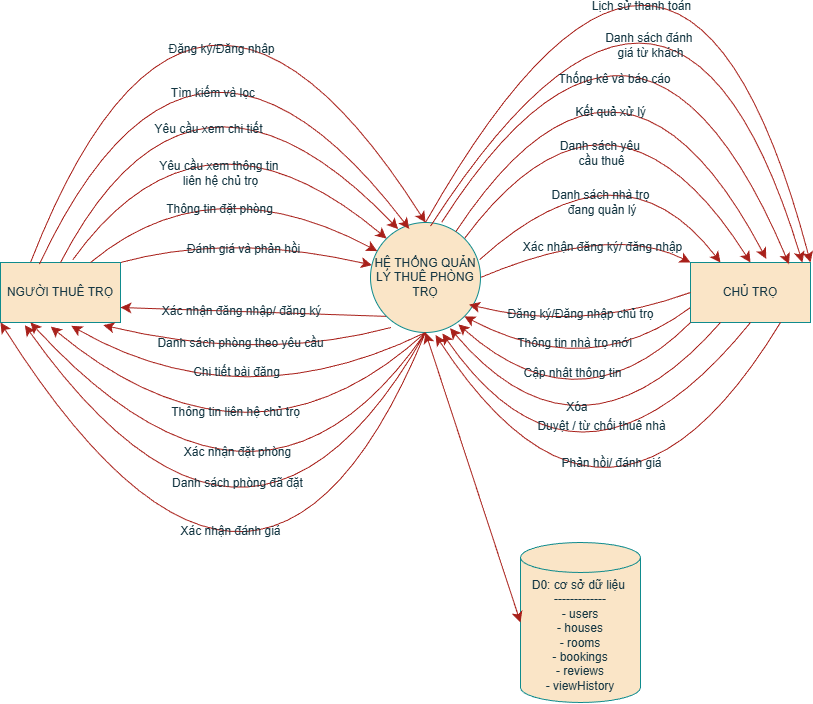 Lịch sử thanh toán
Danh sách đánh
giá từ khách
Đăng ký/Đăng nhập
Thống kê và báo cáo
Tìm kiếm và lọc
Kết quả xử lý
Yêu cầu xem chi tiết
Danh sách yêu
cầu thuê
Yêu cầu xem thông tin
liên hệ chủ trọ
Danh sách nhà trọ
đang quản lý
Thông tin đặt phòng
Đánh giá và phản hồi
Xác nhận đăng ký/ đăng nhập
NGƯỜI THUÊ TRỌ
HỆ THỐNG QUẢN
LÝ THUÊ PHÒNG
TRỌ
CHỦ TRỌ
Xác nhận đăng nhập/ đăng ký
Đăng ký/Đăng nhập chủ trọ
Danh sách phòng theo yêu cầu
Thông tin nhà trọ mới
Chi tiết bài đăng
Cập nhật thông tin
Thông tin liên hệ chủ trọ
Xóa
Duyệt / từ chối thuê nhà
Xác nhận đặt phòng
Phản hồi/ đánh giá
Danh sách phòng đã đặt
Xác nhận đánh giá
D0: cơ sở dữ liệu
-------------
- users
- houses
- rooms
- bookings
- reviews
- viewHistory